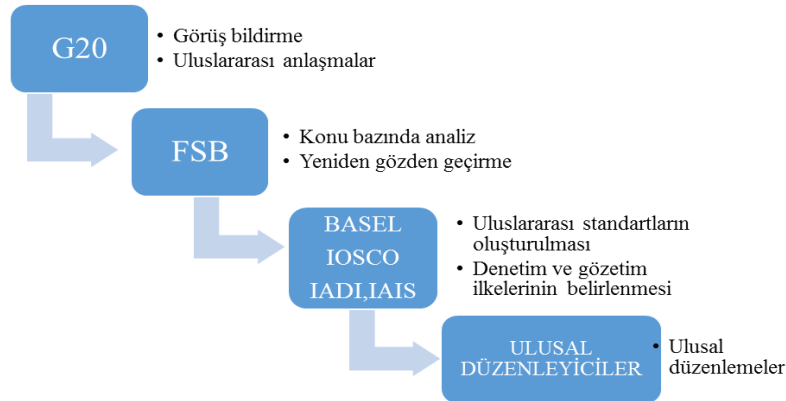 G20
• Görüş bildirme
• Uluslararası anlaşmalar
FSB
• Konu bazında analiz
• Yeniden gözden geçirme
BASEL
IOSCO
IADI,IAIS
• Uluslararası standartların
oluşturulması
• Denetim ve gözetim
ilkelerinin belirlenmesi
ULUSAL
DÜZENLEYİCİLER
• Ulusal
düzenlemeler